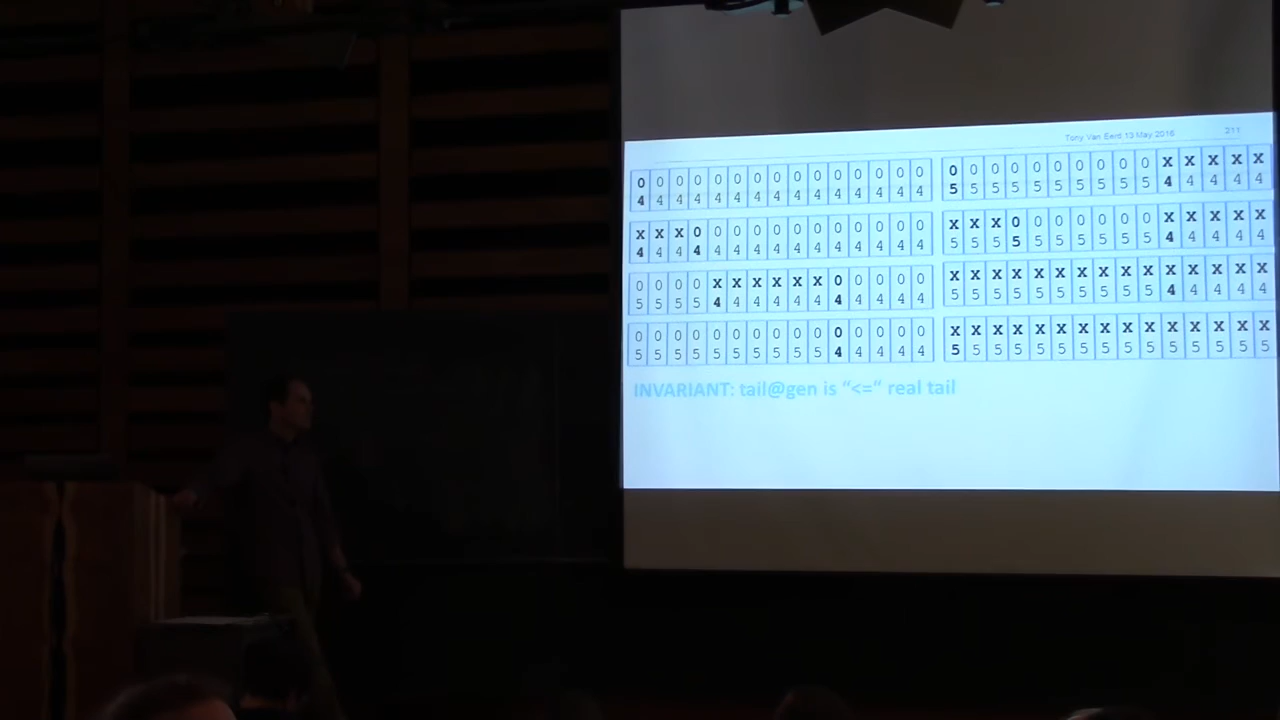 Tony Van Eerd 13 May 2016 211
0 0 0 0 0 0 0 0 0 0 0 0 0 0 0
4 4 4 4 4 4 4 4 4 4 4 4 4 4 4
x x x 0 0 0 0 0 0 0 0 0 0 0 0
4 4 4 4 4 4 4 4 4 4 4 4 4 4 4
0 0 0 0 x x x x x x 0 0 0 0 0
5 5 5 5 4 4 4 4 4 4 4 4 4 4 4
0 0 0 0 0 0 0 0 0 0 0 0 0 0 0
5 5 5 5 5 5 5 5 5 5 4 4 4 4 4
0 0 0 0 0 0 0 0 0 0 x x x x x
5 5 5 5 5 5 5 5 5 5 4 4 4 4 4
x x x 0 0 0 0 0 0 0 x x x x x
5 5 5 5 5 5 5 5 5 5 4 4 4 4 4
x x x x x x x x x x x x x x x
5 5 5 5 5 5 5 5 5 5 4 4 4 4 4
x x x x x x x x x x x x x x x
5 5 5 5 5 5 5 5 5 5 5 5 5 5 5
INVARIANT: tail@gen is “<=“ real tail